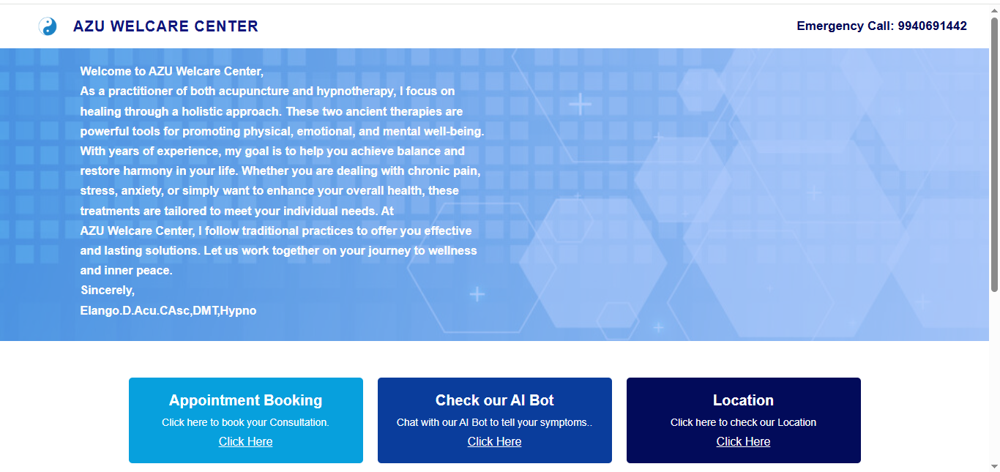 AZU WELCARE CENTER
Emergency Call: 9940691442
Welcome to AZU Welcare Center,
As a practitioner of both acupuncture and hypnotherapy, I focus on
healing through a holistic approach. These two ancient therapies are
powerful tools for promoting physical, emotional, and mental well-being.
With years of experience, my goal is to help you achieve balance and
restore harmony in your life. Whether you are dealing with chronic pain,
stress, anxiety, or simply want to enhance your overall health, these
treatments are tailored to meet your individual needs. At
AZU Welcare Center, I follow traditional practices to offer you effective
and lasting solutions. Let us work together on your journey to wellness
and inner peace.
Sincerely,
Elango.D.Acu.CAsc,DMT,Hypno
Appointment Booking
Click here to book your Consultation.
Click Here
Check our AI Bot
Chat with our AI Bot to tell your symptoms..
Click Here
Location
Click here to check our Location
Click Here